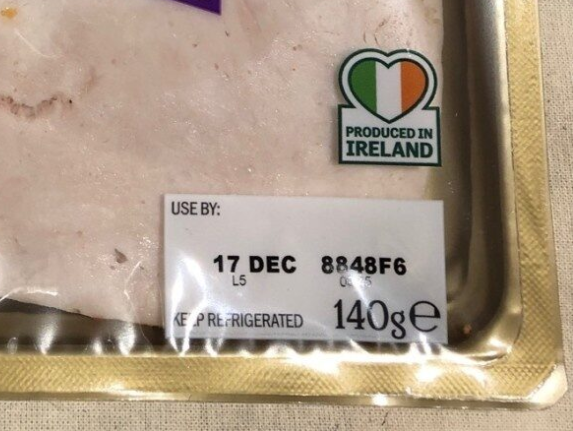 PRODUCED IN
IRELAND
USE BY:
17 DEC 8848F6
L5
KEEP REFRIGERATED 140g e